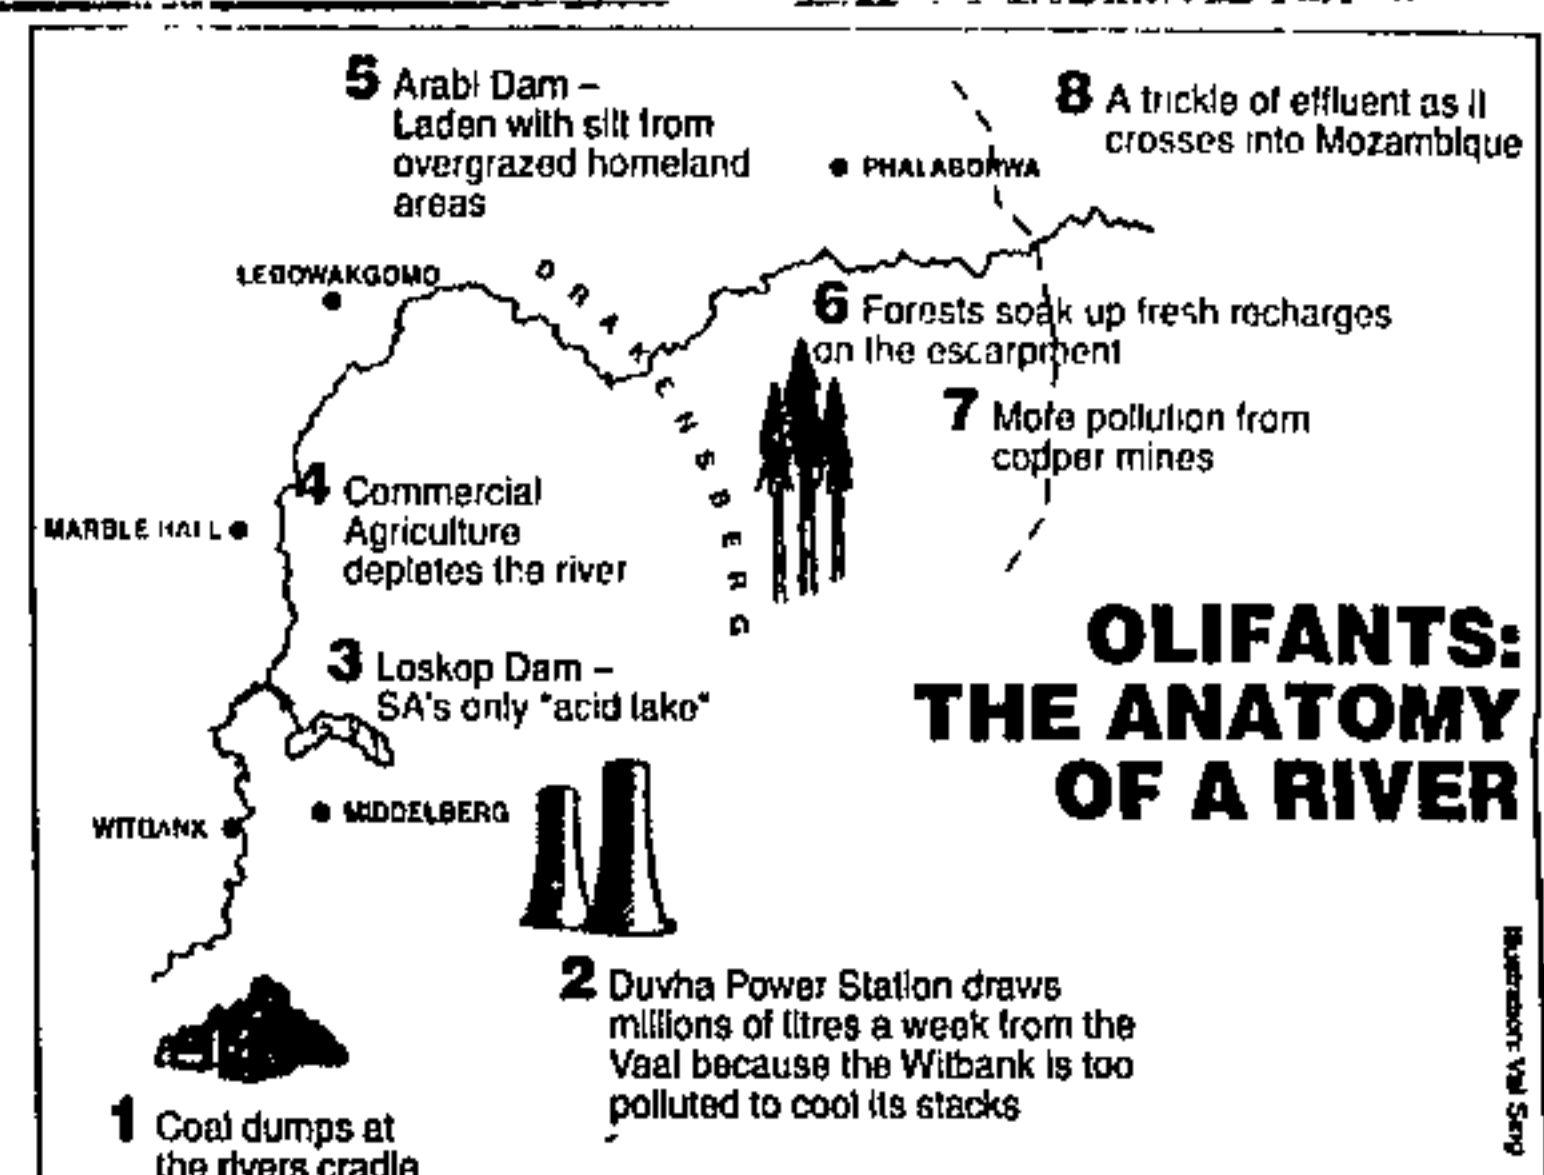 5 Arabi Dam –
Laden with silt from
overgrazed homeland
areas
8 A trickle of effluent as it
crosses into Mozambique
PHALABORWA
LEBOWAKGOMO
DRAKENSBERG
6 Forests soak up fresh recharges
on the escarpment
7 More pollution from
copper mines
4 Commercial
Agriculture
depletes the river
MARBLE HALL
3 Loskop Dam –
SA's only "acid lake"
OLIFANTS:
THE ANATOMY
OF A RIVER
WITBANK
MIDDELBERG
2 Duvha Power Station draws
millions of litres a week from the
Vaal because the Witbank is too
polluted to cool its stacks
1 Coal dumps at
the rivers cradle
Illustration: Val